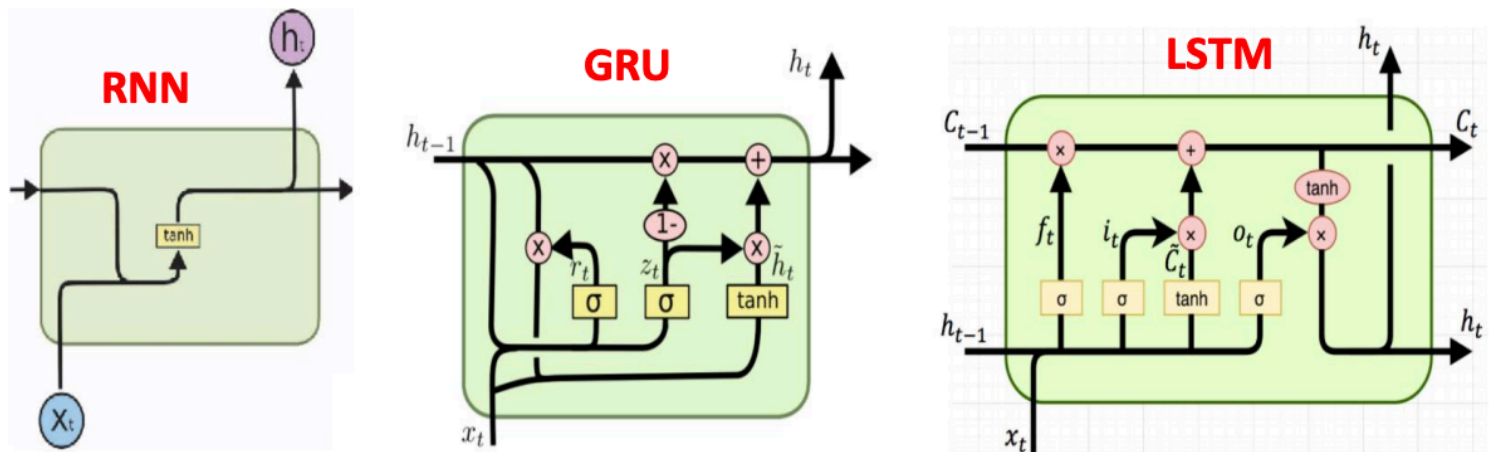 RNN
hₜ
tanh
Xₜ
GRU
hₜ
hₜ₋₁
x
+
1-
x
x
rₜ
zₜ
h̃ₜ
σ
σ
tanh
xₜ
LSTM
hₜ
Cₜ₋₁
Cₜ
×
+
tanh
fₜ
iₜ
×
oₜ
×
C̃ₜ
σ
σ
tanh
σ
hₜ₋₁
hₜ
xₜ